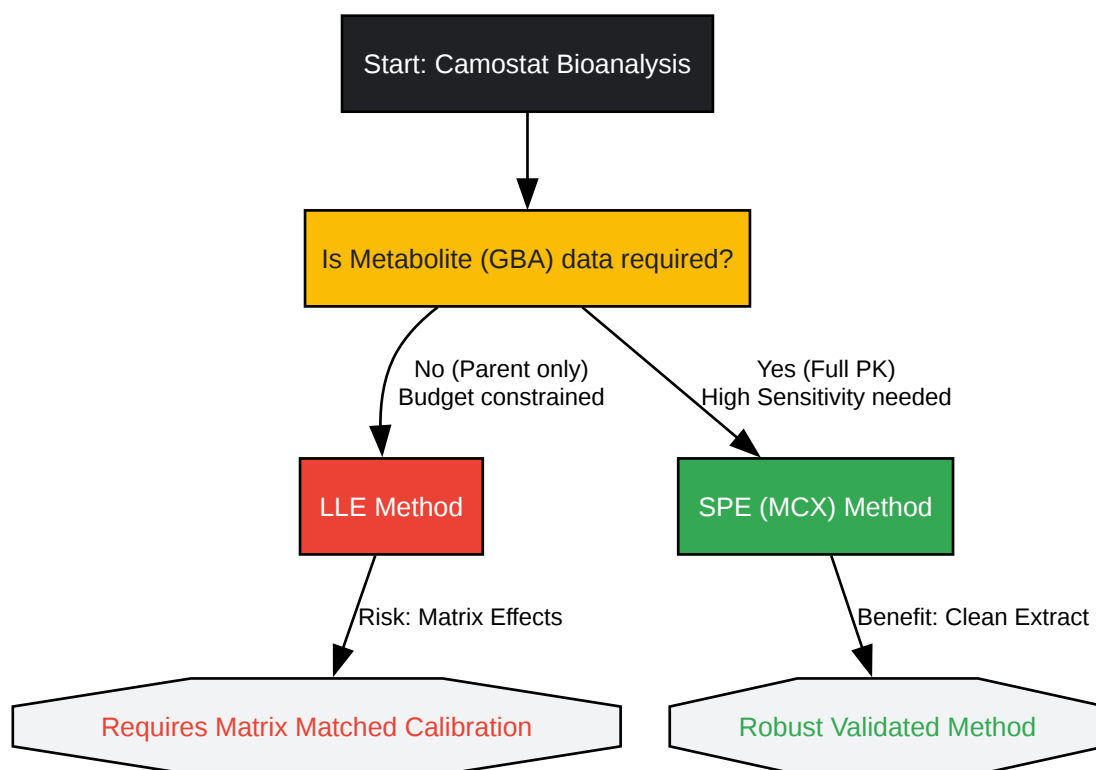 Start: Camostat Bioanalysis
Is Metabolite (GBA) data required?
No (Parent only)
Budget constrained
Yes (Full PK)
High Sensitivity needed
LLE Method
SPE (MCX) Method
Risk: Matrix Effects
Benefit: Clean Extract
Requires Matrix Matched Calibration
Robust Validated Method